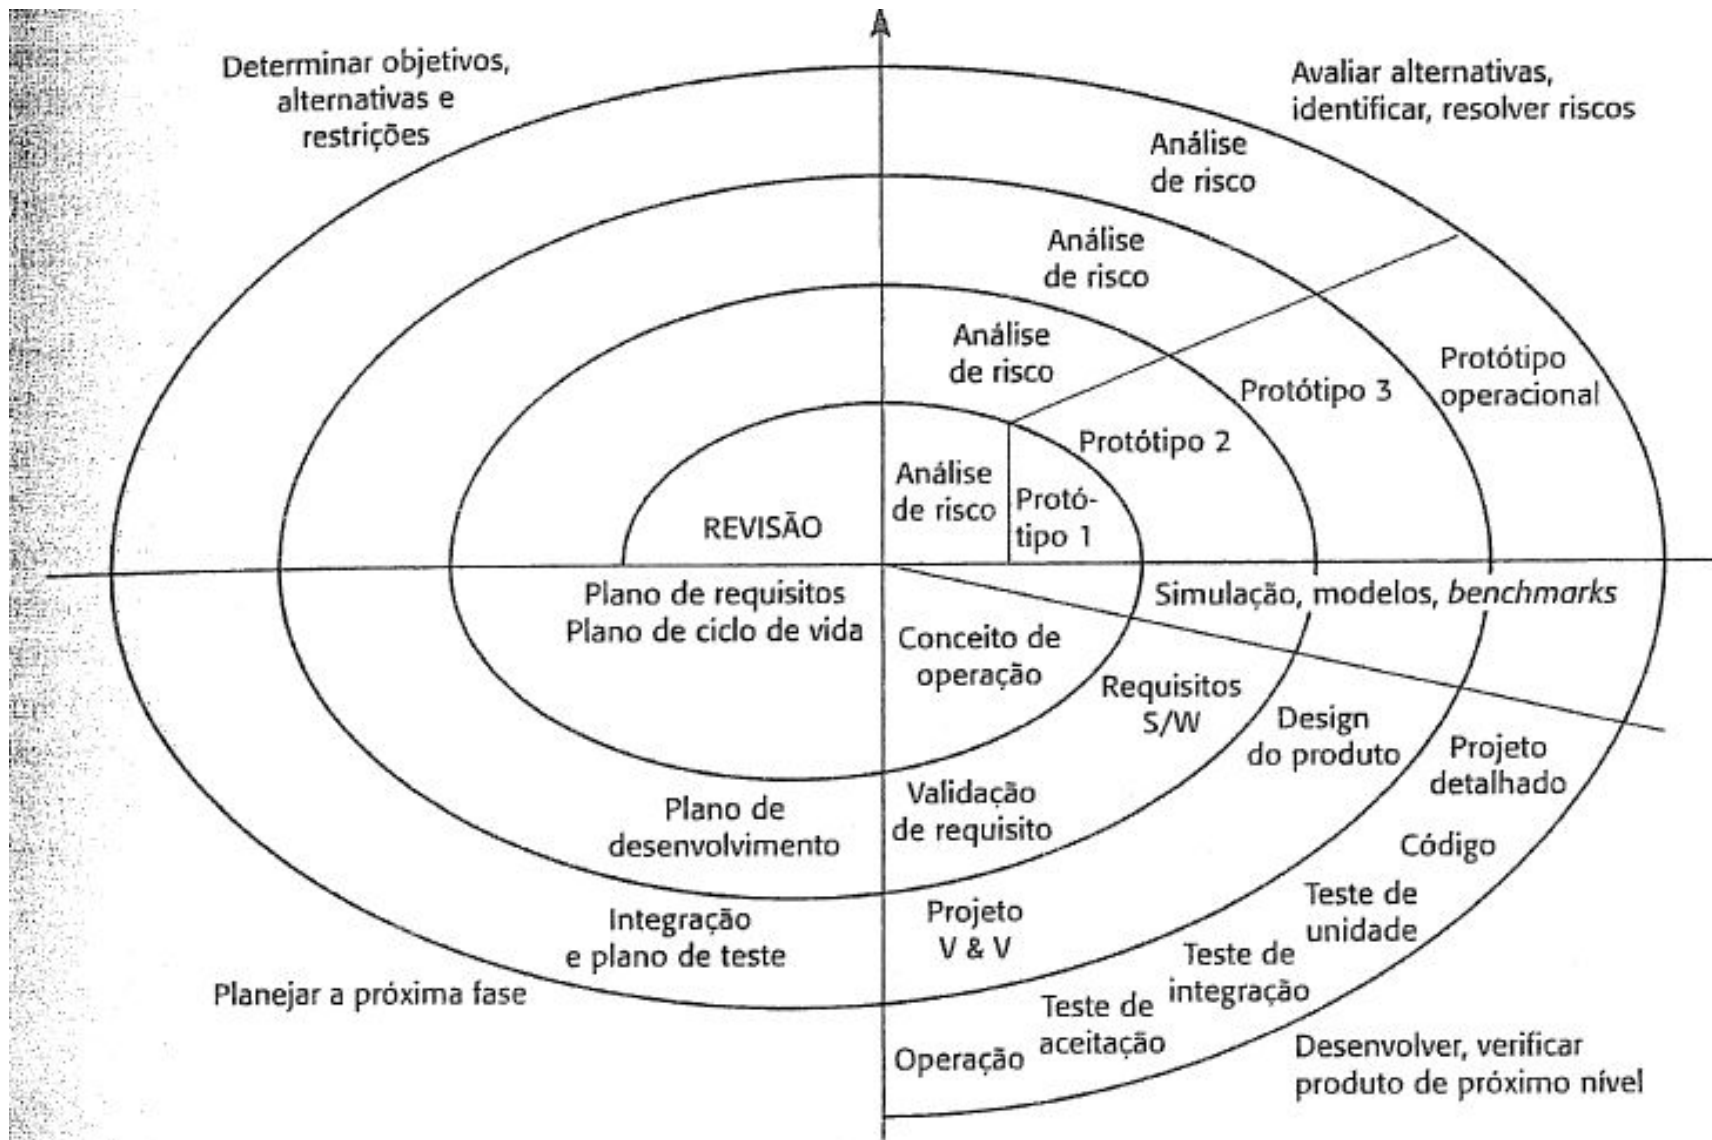 Determinar objetivos,
alternativas e
restrições
Avaliar alternativas,
identificar, resolver riscos
Análise
de risco
Análise
de risco
Análise
de risco
Análise
de risco
Protó-
tipo 1
Protótipo 2
Protótipo 3
Protótipo
operacional
REVISÃO
Plano de requisitos
Plano de ciclo de vida
Simulação, modelos, benchmarks
Conceito de
operação
Requisitos
S/W
Design
do produto
Projeto
detalhado
Código
Teste de
unidade
Teste de
integração
Teste de
aceitação
Operação
Validação
de requisito
Projeto
V & V
Plano de
desenvolvimento
Integração
e plano de teste
Planejar a próxima fase
Desenvolver, verificar
produto de próximo nível